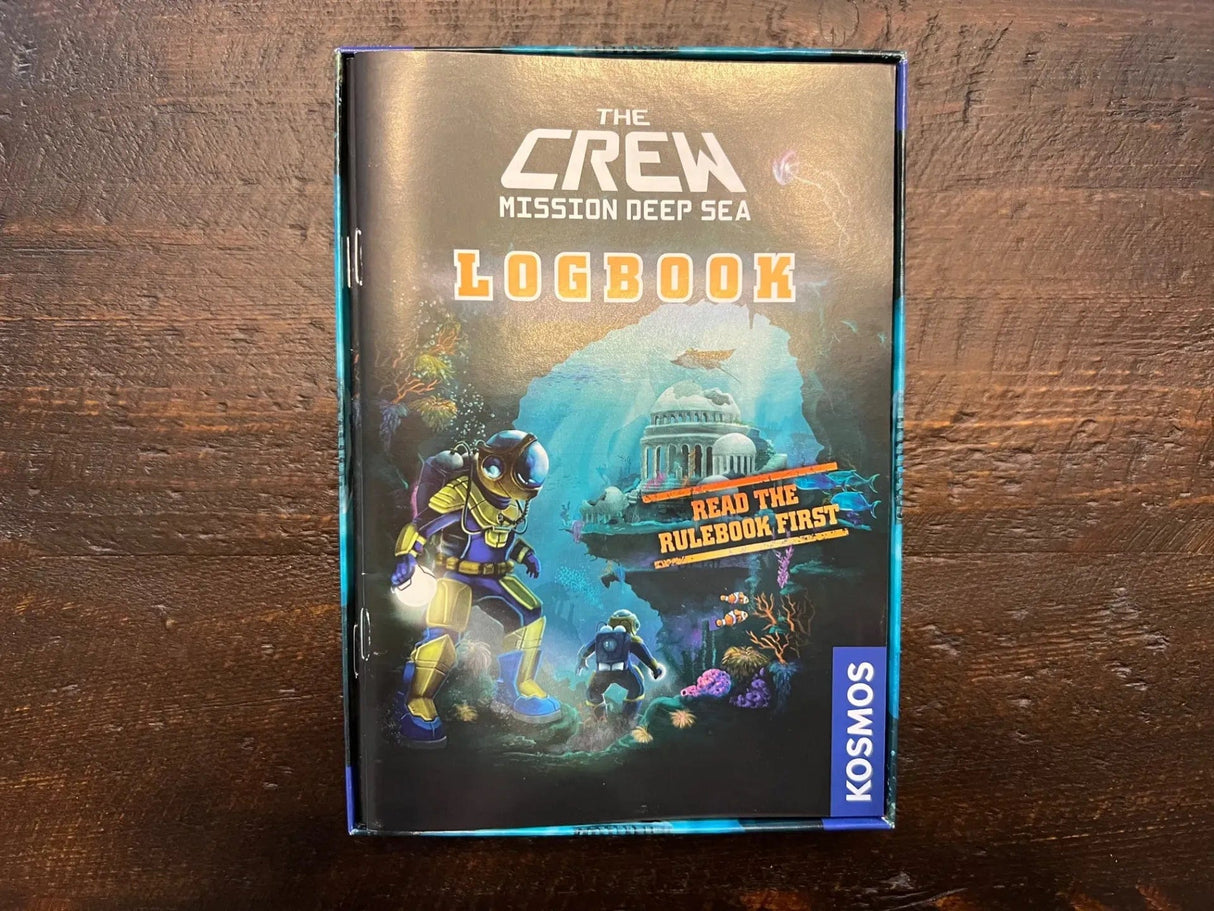 THE
CREW
MISSION DEEP SEA
LOGBOOK
READ THE
RULEBOOK FIRST
KOSMOS